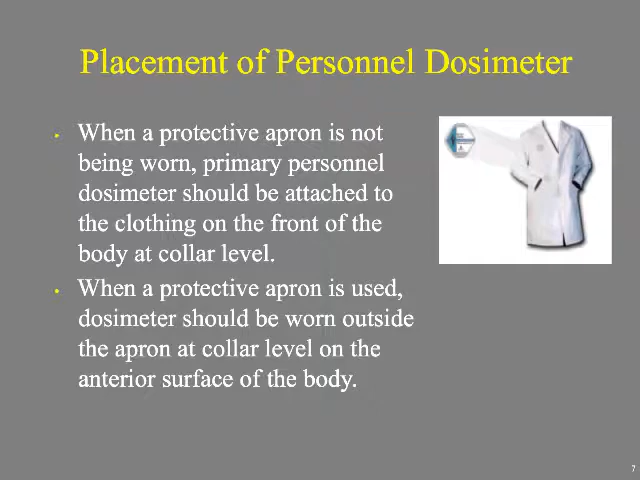 Placement of Personnel Dosimeter
When a protective apron is not
being worn, primary personnel
dosimeter should be attached to
the clothing on the front of the
body at collar level.
When a protective apron is used,
dosimeter should be worn outside
the apron at collar level on the
anterior surface of the body.
7